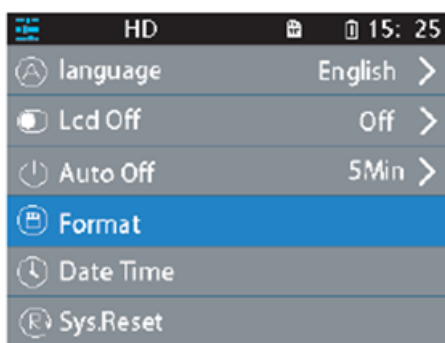 HD 15: 25
language English
Lcd Off Off
Auto Off 5Min
Format
Date Time
Sys.Reset